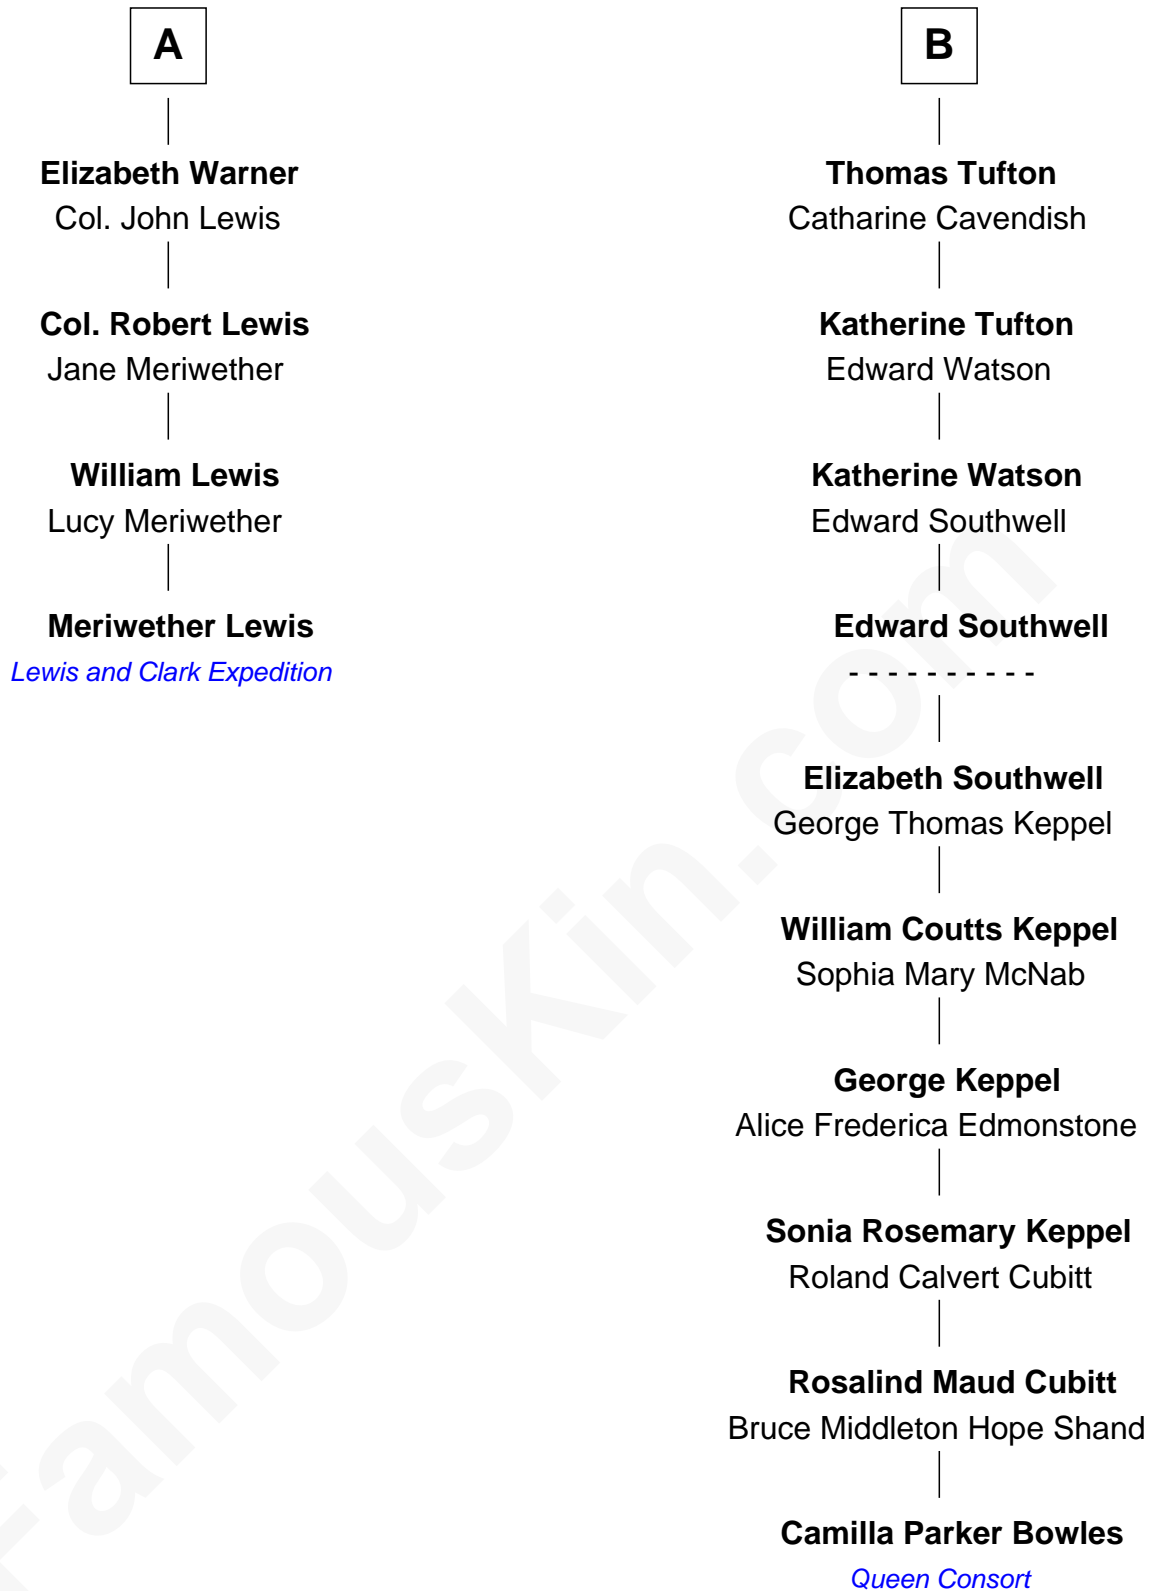 A
Elizabeth Warner
Col. John Lewis
Col. Robert Lewis
Jane Meriwether
William Lewis
Lucy Meriwether
Meriwether Lewis
Lewis and Clark Expedition
B
Thomas Tufton
Catharine Cavendish
Katherine Tufton
Edward Watson
Katherine Watson
Edward Southwell
Edward Southwell
- - - - - - - - - -
Elizabeth Southwell
George Thomas Keppel
William Coutts Keppel
Sophia Mary McNab
George Keppel
Alice Frederica Edmonstone
Sonia Rosemary Keppel
Roland Calvert Cubitt
Rosalind Maud Cubitt
Bruce Middleton Hope Shand
Camilla Parker Bowles
Queen Consort
FamousKin.com